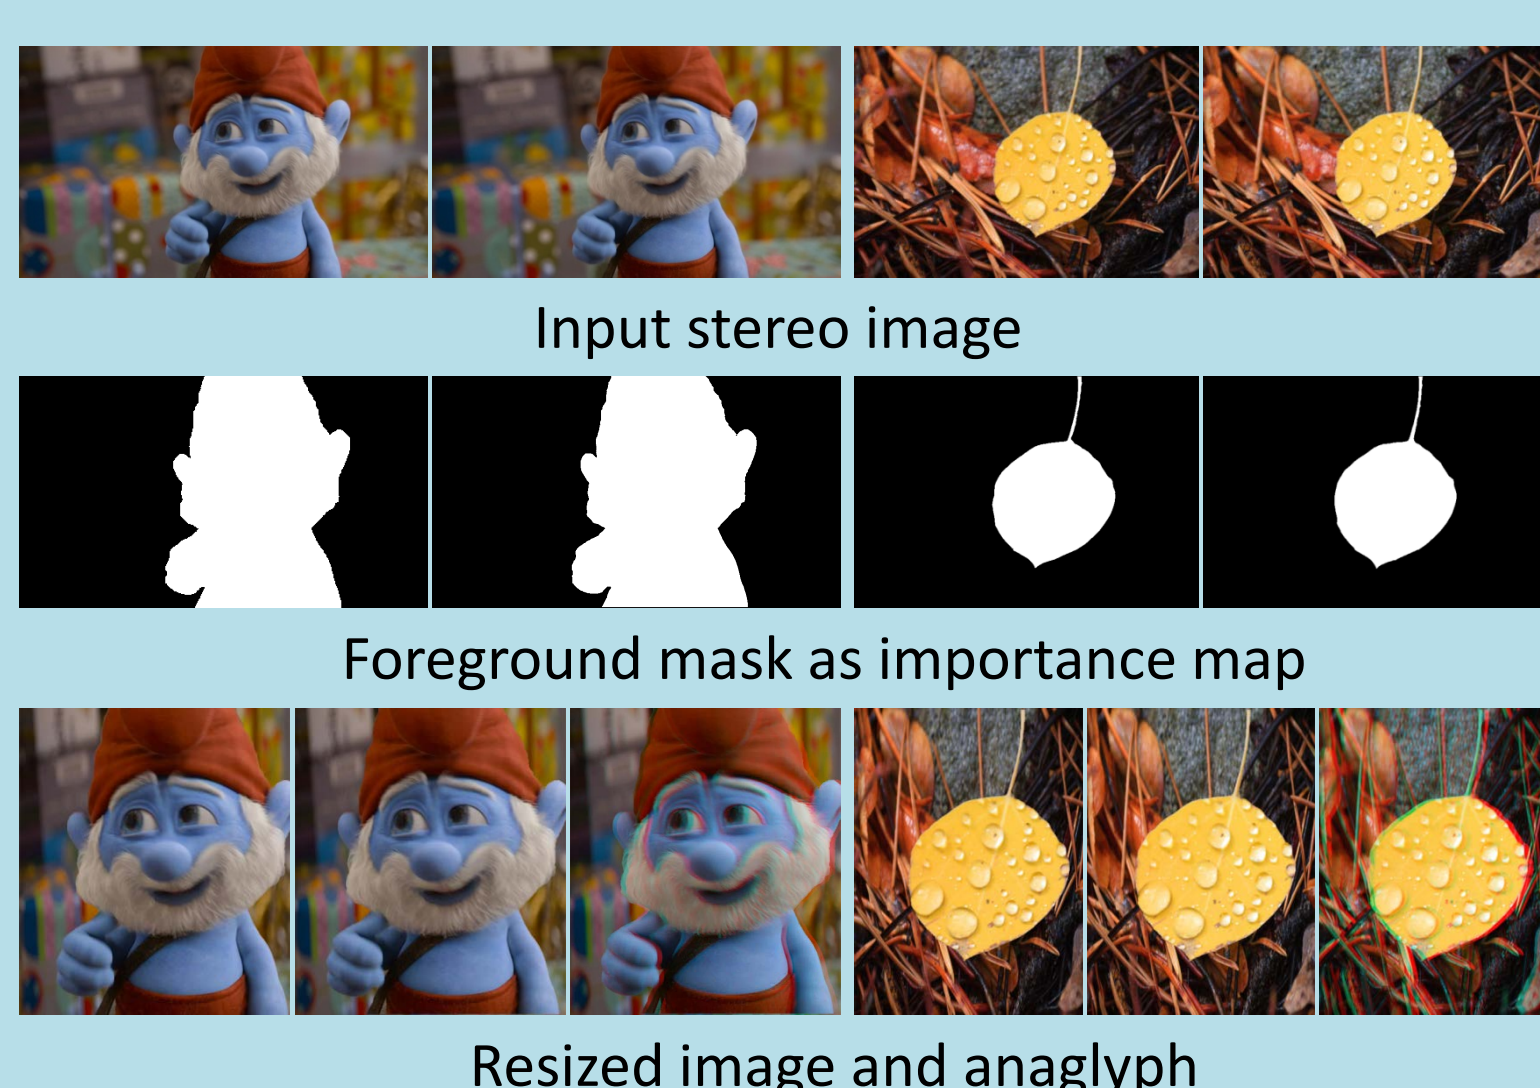 Input stereo image
Foreground mask as importance map
Resized image and anaglyph